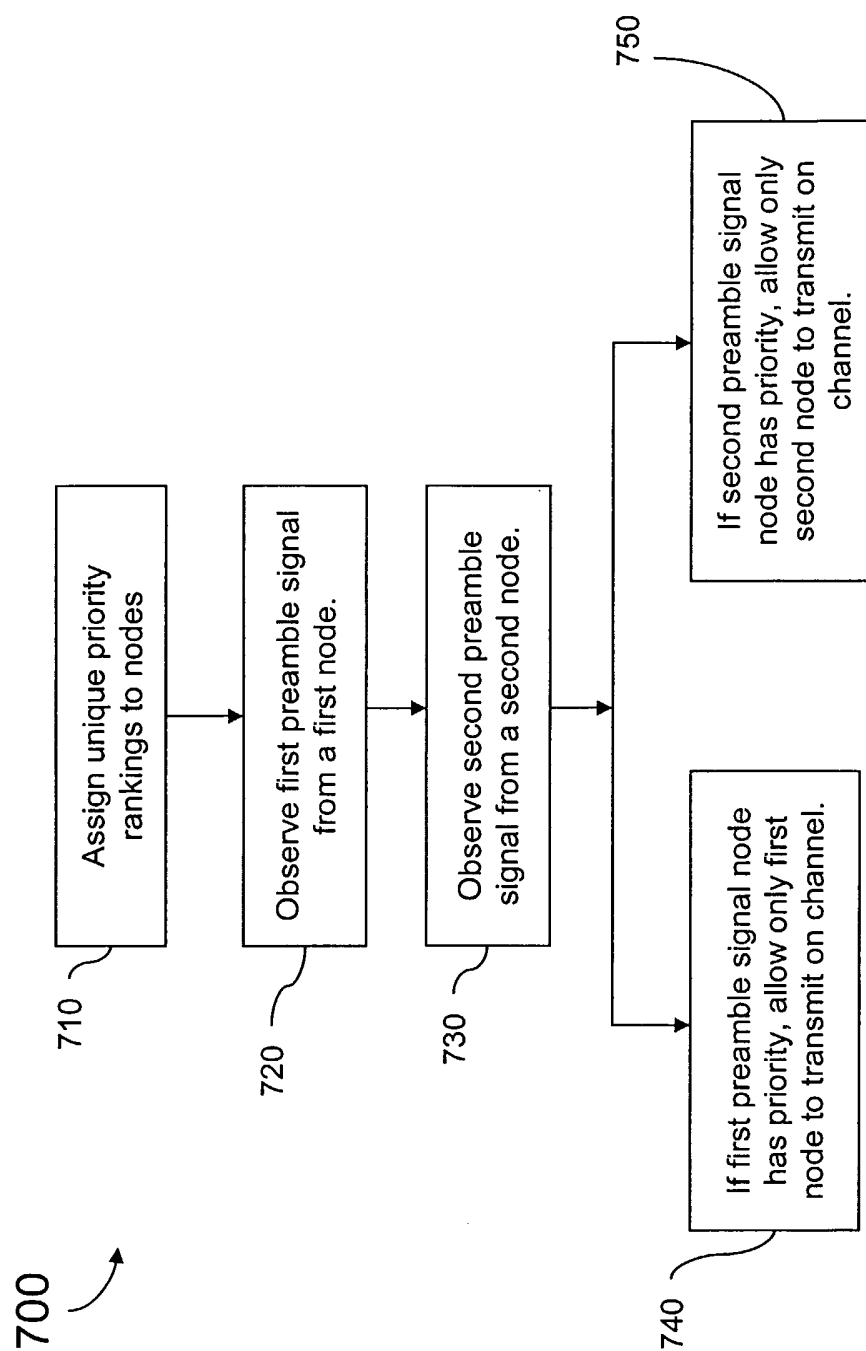 700
710
Assign unique priority
rankings to nodes
720
Observe first preamble signal
from a first node.
730
Observe second preamble
signal from a second node.
740
If first preamble signal node
has priority, allow only first
node to transmit on channel.
750
If second preamble signal
node has priority, allow only
second node to transmit on
channel.